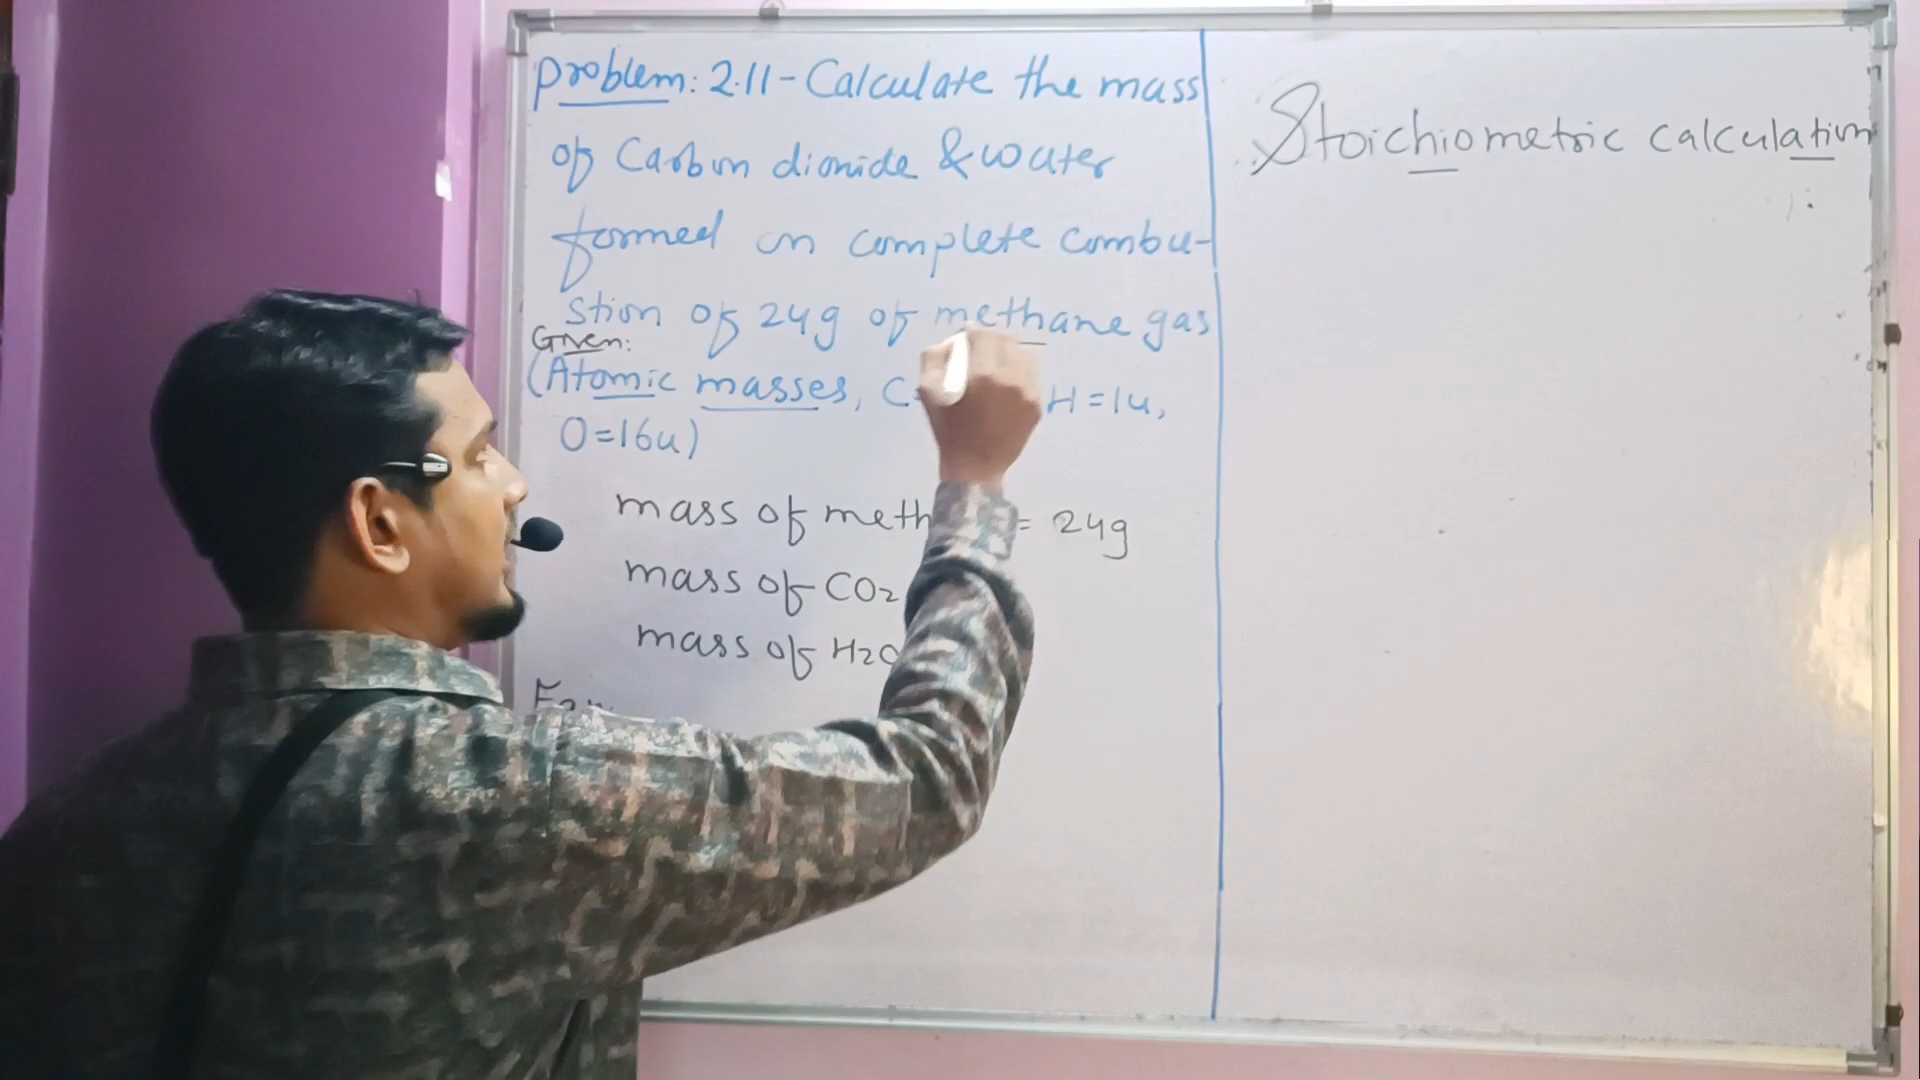 Problem: 2.11 - Calculate the mass
of Carbon dioxide & water
formed on complete combu-
stion of 24g of methane gas
Given:
(Atomic masses, C= H=1u,
O=16u)
mass of meth = 24g
mass of CO2
mass of H2O
Stoichiometric calculation